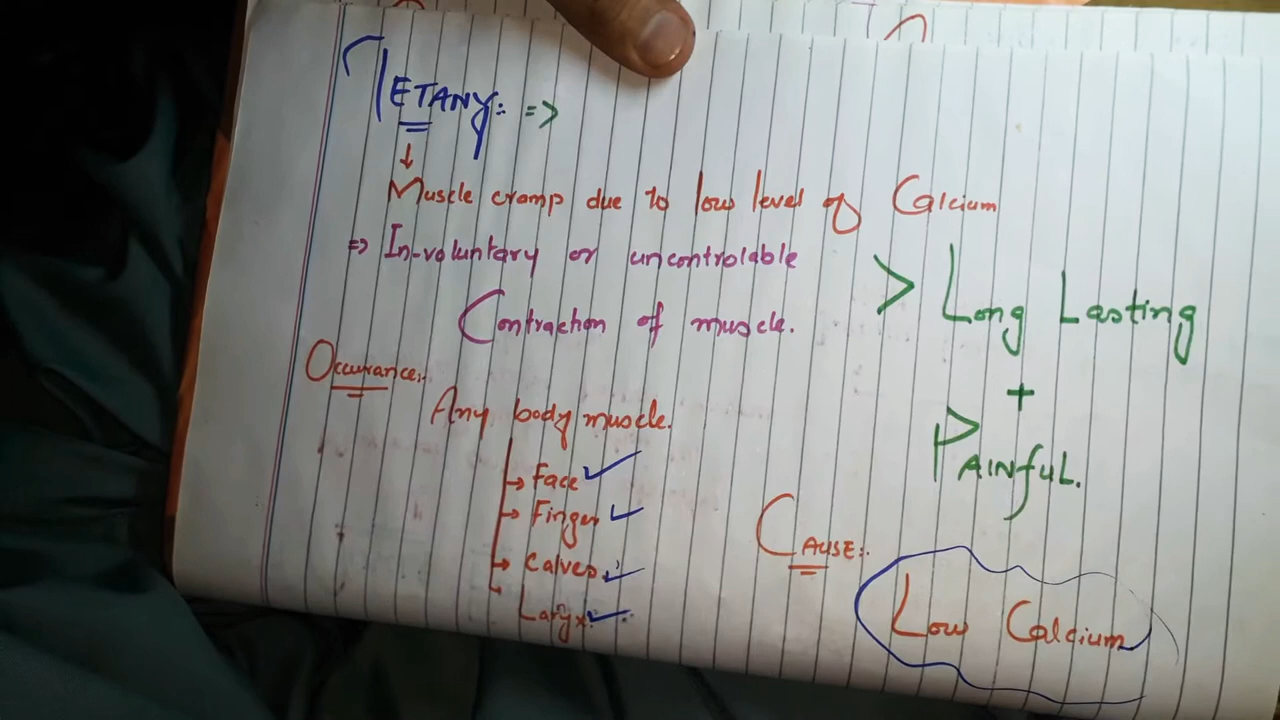 TETANY:- =>
↓
Muscle cramp due to low level of Calcium
=> In-voluntary or uncontrolable
Contraction of muscle.
> Long Lasting
+
PAINfUL.
Occurance:-
Any body muscle.
→ Face ✓
→ Finger ✓
→ Calves ✓
Laryx ✓
CAUSE:-
Low Calcium